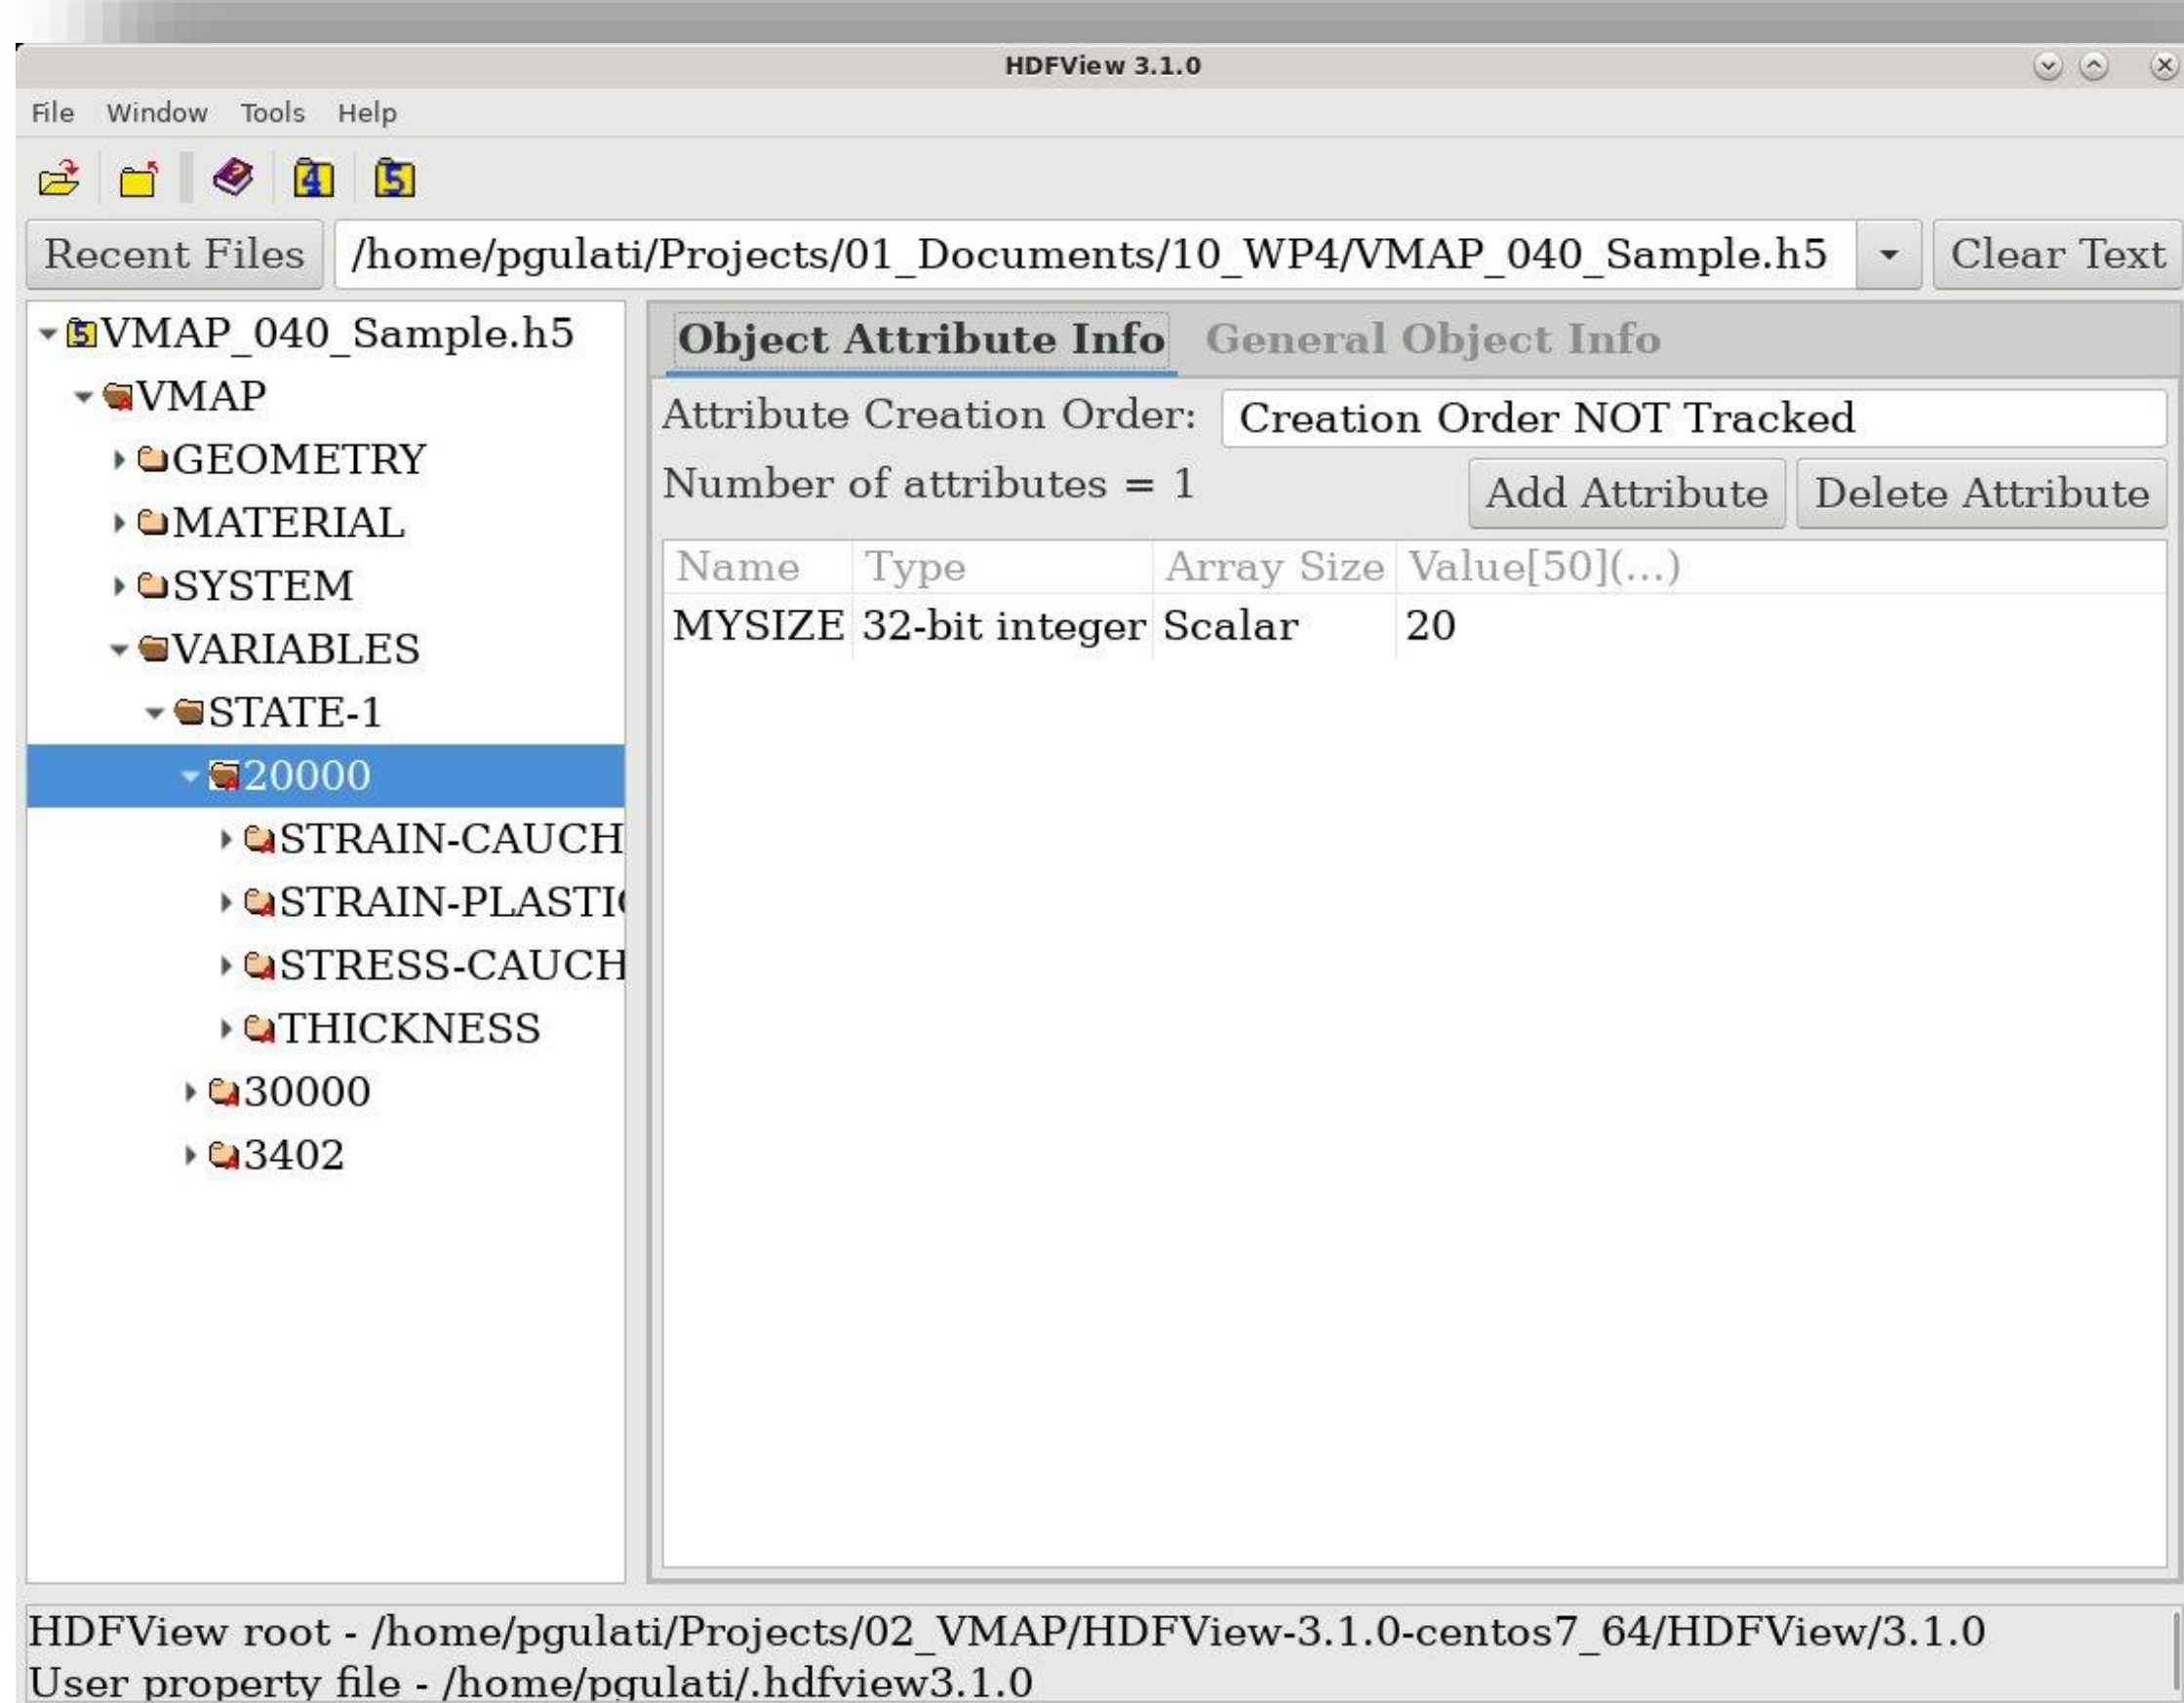 HDFView 3.1.0
File Window Tools Help
4 5
Recent Files /home/pgulati/Projects/01_Documents/10_WP4/VMAP_040_Sample.h5 Clear Text
5 VMAP_040_Sample.h5
VMAP
GEOMETRY
MATERIAL
SYSTEM
VARIABLES
STATE-1
20000
STRAIN-CAUCH
STRAIN-PLASTI
STRESS-CAUCH
THICKNESS
30000
3402
Object Attribute Info General Object Info
Attribute Creation Order: Creation Order NOT Tracked
Number of attributes = 1 Add Attribute Delete Attribute
Name Type Array Size Value[50](...)
MYSIZE 32-bit integer Scalar 20
HDFView root - /home/pgulati/Projects/02_VMAP/HDFView-3.1.0-centos7_64/HDFView/3.1.0
User property file - /home/pgulati/.hdfview3.1.0